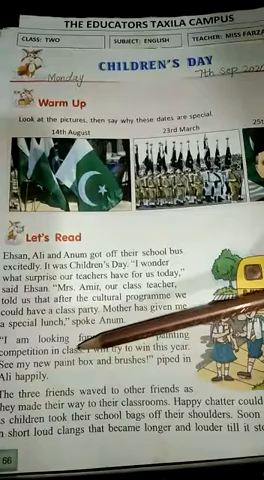 THE EDUCATORS TAXILA CAMPUS
CLASS: TWO SUBJECT: ENGLISH TEACHER: MISS FARZA
CHILDREN'S DAY
Monday 7th Sep 2020
Warm Up
Look at the pictures, then say why these dates are special.
14th August 23rd March 25t
Let's Read
Ehsan, Ali and Anum got off their school bus
excitedly. It was Children's Day. "I wonder
what surprise our teachers have for us today,"
said Ehsan. "Mrs. Amir, our class teacher,
told us that after the cultural programme we
could have a class party. Mother has given me
a special lunch," spoke Anum.
"I am looking painting
competition in class. I will try to win this year.
See my new paint box and brushes!" piped in
Ali happily.
The three friends waved to other friends as
they made their way to their classrooms. Happy chatter could
s children took their school bags off their shoulders. Soon
n short loud clangs that became longer and louder till it ste
66